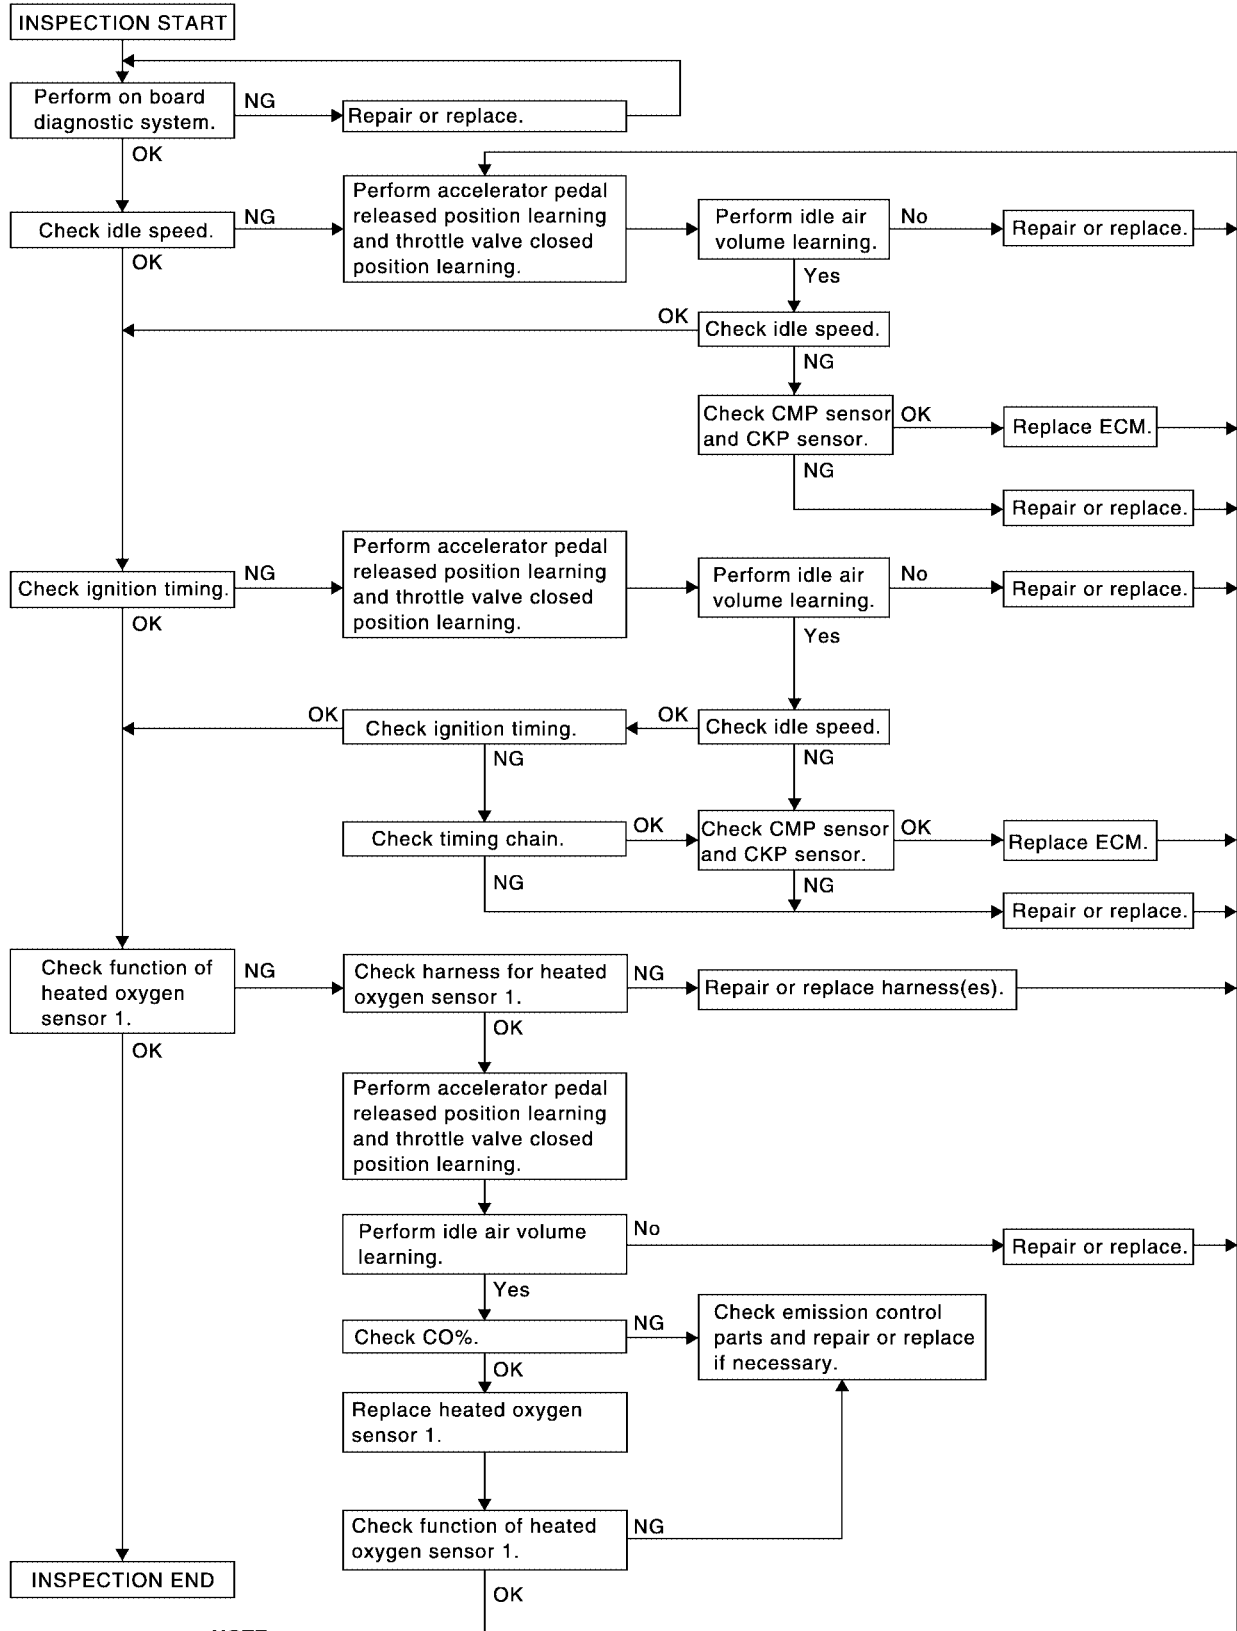 INSPECTION START
Perform on board
diagnostic system.
NG
Repair or replace.
OK
Check idle speed.
NG
Perform accelerator pedal
released position learning
and throttle valve closed
position learning.
Perform idle air
volume learning.
No
Repair or replace.
OK
Yes
OK
Check idle speed.
NG
Check CMP sensor
and CKP sensor.
OK
Replace ECM.
NG
Repair or replace.
Check ignition timing.
NG
Perform accelerator pedal
released position learning
and throttle valve closed
position learning.
Perform idle air
volume learning.
No
Repair or replace.
OK
Yes
OK
Check ignition timing.
OK
Check idle speed.
NG
NG
Check timing chain.
OK
Check CMP sensor
and CKP sensor.
OK
Replace ECM.
NG
NG
Repair or replace.
Check function of
heated oxygen
sensor 1.
NG
Check harness for heated
oxygen sensor 1.
NG
Repair or replace harness(es).
OK
OK
Perform accelerator pedal
released position learning
and throttle valve closed
position learning.
Perform idle air volume
learning.
No
Repair or replace.
Yes
Check CO%.
NG
Check emission control
parts and repair or replace
if necessary.
OK
Replace heated oxygen
sensor 1.
Check function of heated
oxygen sensor 1.
NG
INSPECTION END
OK